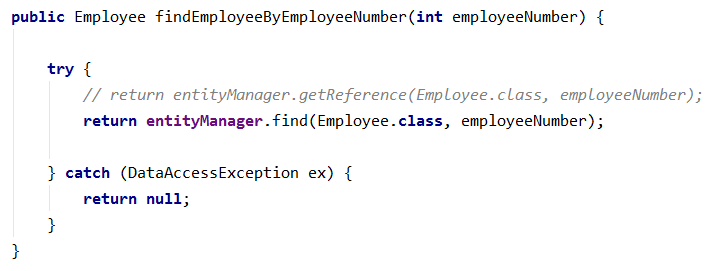 public Employee findEmployeeByEmployeeNumber(int employeeNumber) {
try {
// return entityManager.getReference(Employee.class, employeeNumber);
return entityManager.find(Employee.class, employeeNumber);
} catch (DataAccessException ex) {
return null;
}
}